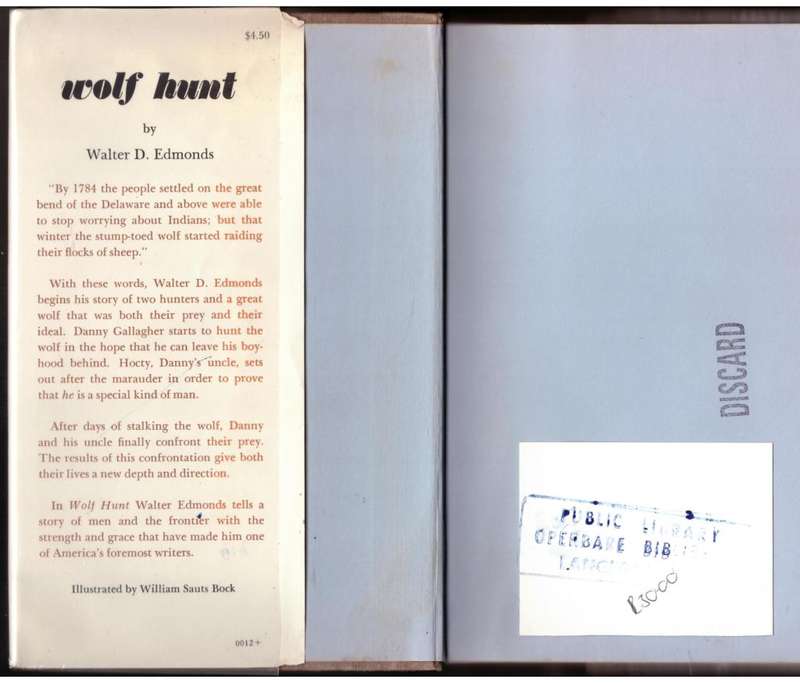 $4.50
wolf hunt
by
Walter D. Edmonds
"By 1784 the people settled on the great
bend of the Delaware and above were able
to stop worrying about Indians; but that
winter the stump-toed wolf started raiding
their flocks of sheep."
With these words, Walter D. Edmonds
begins his story of two hunters and a great
wolf that was both their prey and their
ideal. Danny Gallagher starts to hunt the
wolf in the hope that he can leave his boy-
hood behind. Hocty, Danny's uncle, sets
out after the marauder in order to prove
that he is a special kind of man.
After days of stalking the wolf, Danny
and his uncle finally confront their prey.
The results of this confrontation give both
their lives a new depth and direction.
In Wolf Hunt Walter Edmonds tells a
story of men and the frontier with the
strength and grace that have made him one
of America's foremost writers.
Illustrated by William Sauts Bock
0012+
DISCARD
PUBLIC LIBRARY